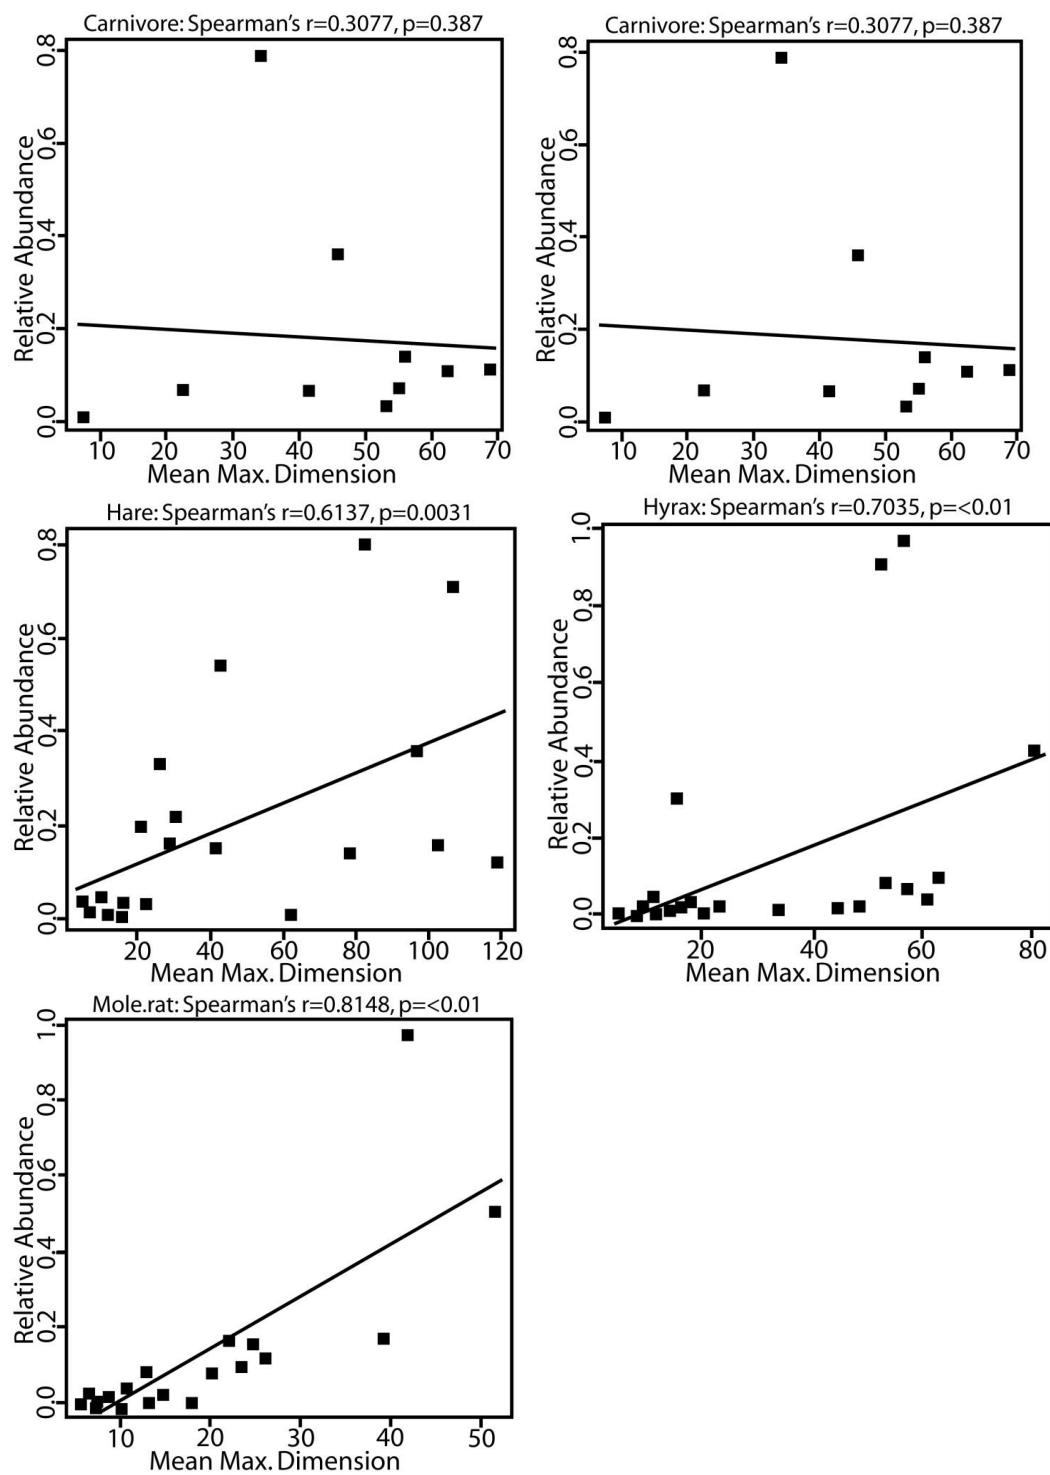 Carnivore: Spearman's r=0.3077, p=0.387
Relative Abundance
0.8
0.6
0.4
0.2
0.0
10 20 30 40 50 60 70
Mean Max. Dimension
Carnivore: Spearman's r=0.3077, p=0.387
Relative Abundance
0.8
0.6
0.4
0.2
0.0
10 20 30 40 50 60 70
Mean Max. Dimension
Hare: Spearman's r=0.6137, p=0.0031
Relative Abundance
0.8
0.6
0.4
0.2
0.0
20 40 60 80 100 120
Mean Max. Dimension
Hyrax: Spearman's r=0.7035, p=<0.01
Relative Abundance
1.0
0.8
0.6
0.4
0.2
0.0
20 40 60 80
Mean Max. Dimension
Mole.rat: Spearman's r=0.8148, p=<0.01
Relative Abundance
1.0
0.8
0.6
0.4
0.2
0.0
10 20 30 40 50
Mean Max. Dimension